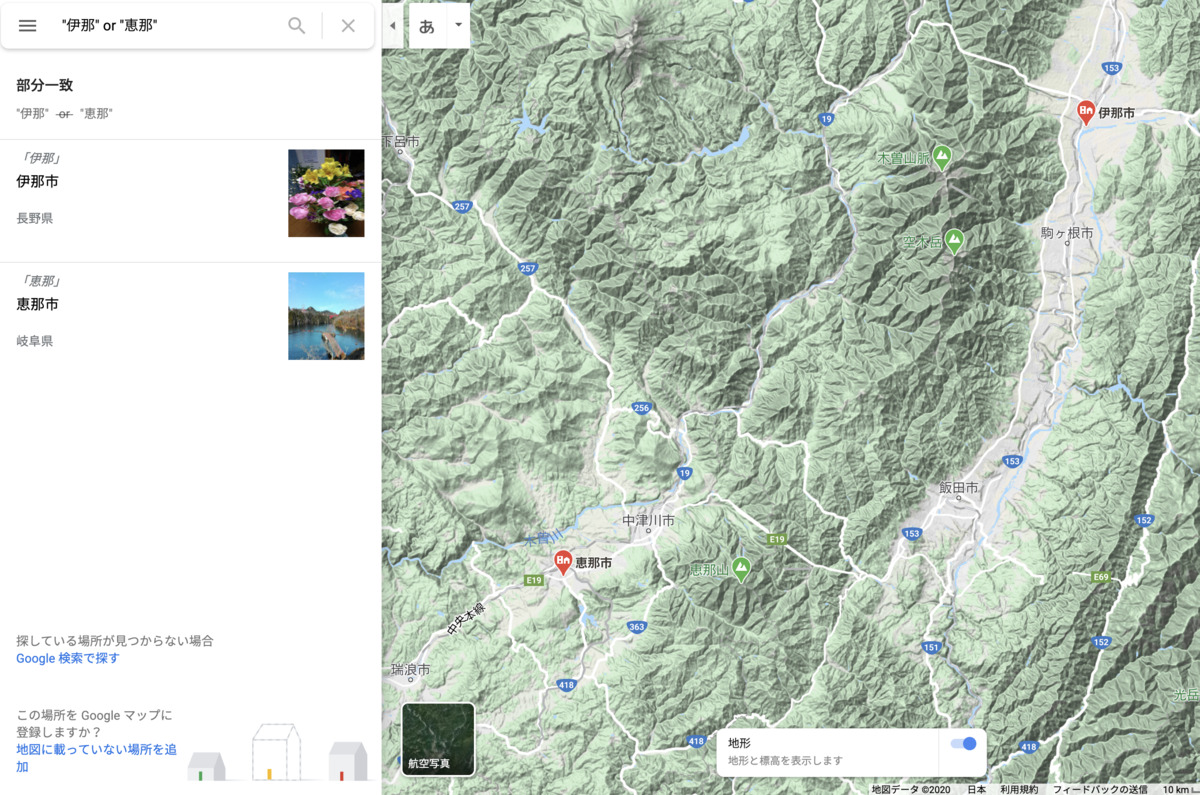 "伊那" or "恵那"
あ
部分一致
"伊那" or "恵那"
「伊那」
伊那市
長野県
「恵那」
恵那市
岐阜県
探している場所が見つからない場合
Google 検索で探す
この場所を Google マップに
登録しますか？
地図に載っていない場所を追
加
153
19
伊那市
下呂市
木曽山脈
257
空木岳
駒ヶ根市
257
256
153
19
飯田市
中津川市
152
木曽川
E19
153
恵那市
恵那山
E19
E69
中央本線
363
152
151
瑞浪市
418
光岳
418
418
航空写真
地形
地形と標高を表示します
地図データ ©2020
日本
利用規約
フィードバックの送信
10 km